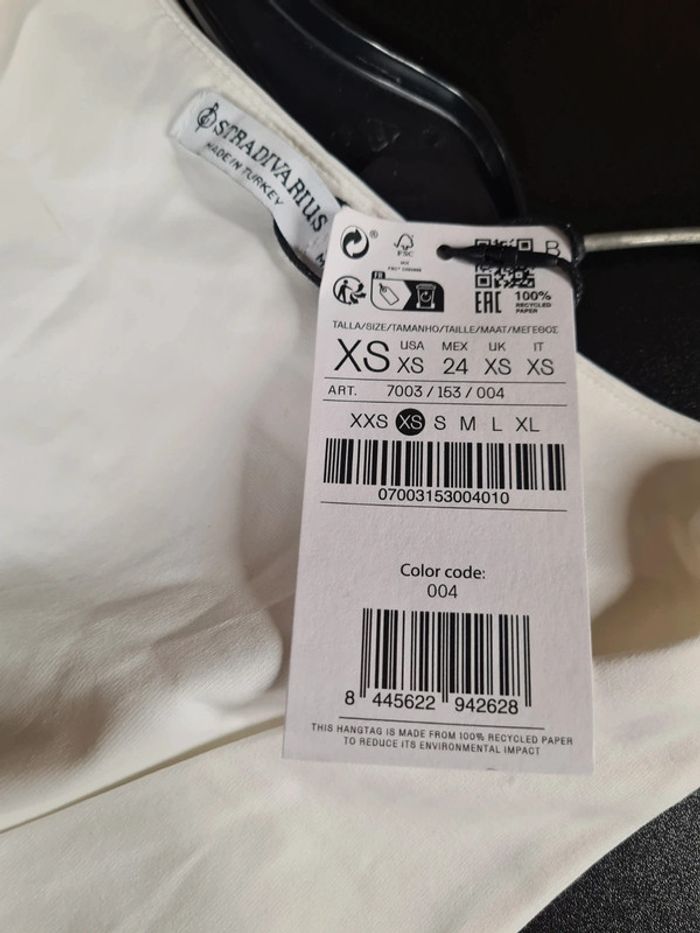 STRADIVARIUS
MADE IN TURKEY
FSC
B
FR
EAC
100%
RECYCLED
PAPER
TALLA/SIZE/TAMANHO/TAILLE/MAAT/ΜΕΓΕΘΟΣ
XS
USA MEX UK IT
XS 24 XS XS
ART. 7003 / 153 / 004
XXS XS S M L XL
07003153004010
Color code:
004
8 445622 942628
THIS HANGTAG IS MADE FROM 100% RECYCLED PAPER
TO REDUCE ITS ENVIRONMENTAL IMPACT